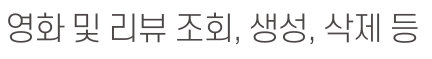 영화 및 리뷰 조회, 생성, 삭제 등